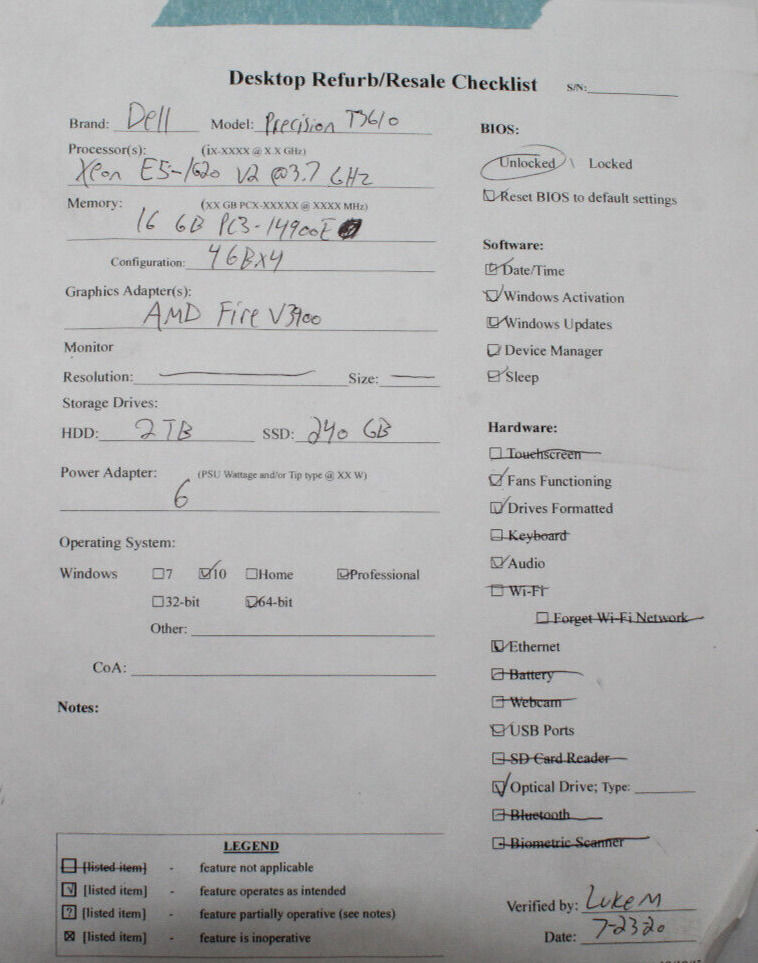 Desktop Refurb/Resale Checklist S/N:
Brand: Dell Model: Precision T3610
Processor(s): (iX-XXXX @ X.X GHz)
Xeon E5-1620 V2 @3.7 GHz
Memory: (XX GB PCX-XXXXX @ XXXX MHz)
16 GB PC3-14900E
Configuration: 4GBx4
Graphics Adapter(s):
AMD Fire V3900
Monitor
Resolution: Size:
Storage Drives:
HDD: 2TB SSD: 240 GB
Power Adapter: (PSU Wattage and/or Tip type @ XX W)
6
Operating System:
Windows 7 10 Home Professional
32-bit 64-bit
Other:
CoA:
Notes:
BIOS:
Unlocked \ Locked
Reset BIOS to default settings
Software:
Date/Time
Windows Activation
Windows Updates
Device Manager
Sleep
Hardware:
Touchscreen
Fans Functioning
Drives Formatted
Keyboard
Audio
Wi-Fi
Forget Wi-Fi Network
Ethernet
Battery
Webcam
USB Ports
SD Card Reader
Optical Drive; Type:
Bluetooth
Biometric Scanner
LEGEND
[listed item] - feature not applicable
[listed item] - feature operates as intended
[listed item] - feature partially operative (see notes)
[listed item] - feature is inoperative
Verified by: Luke M
Date: 7-23-20